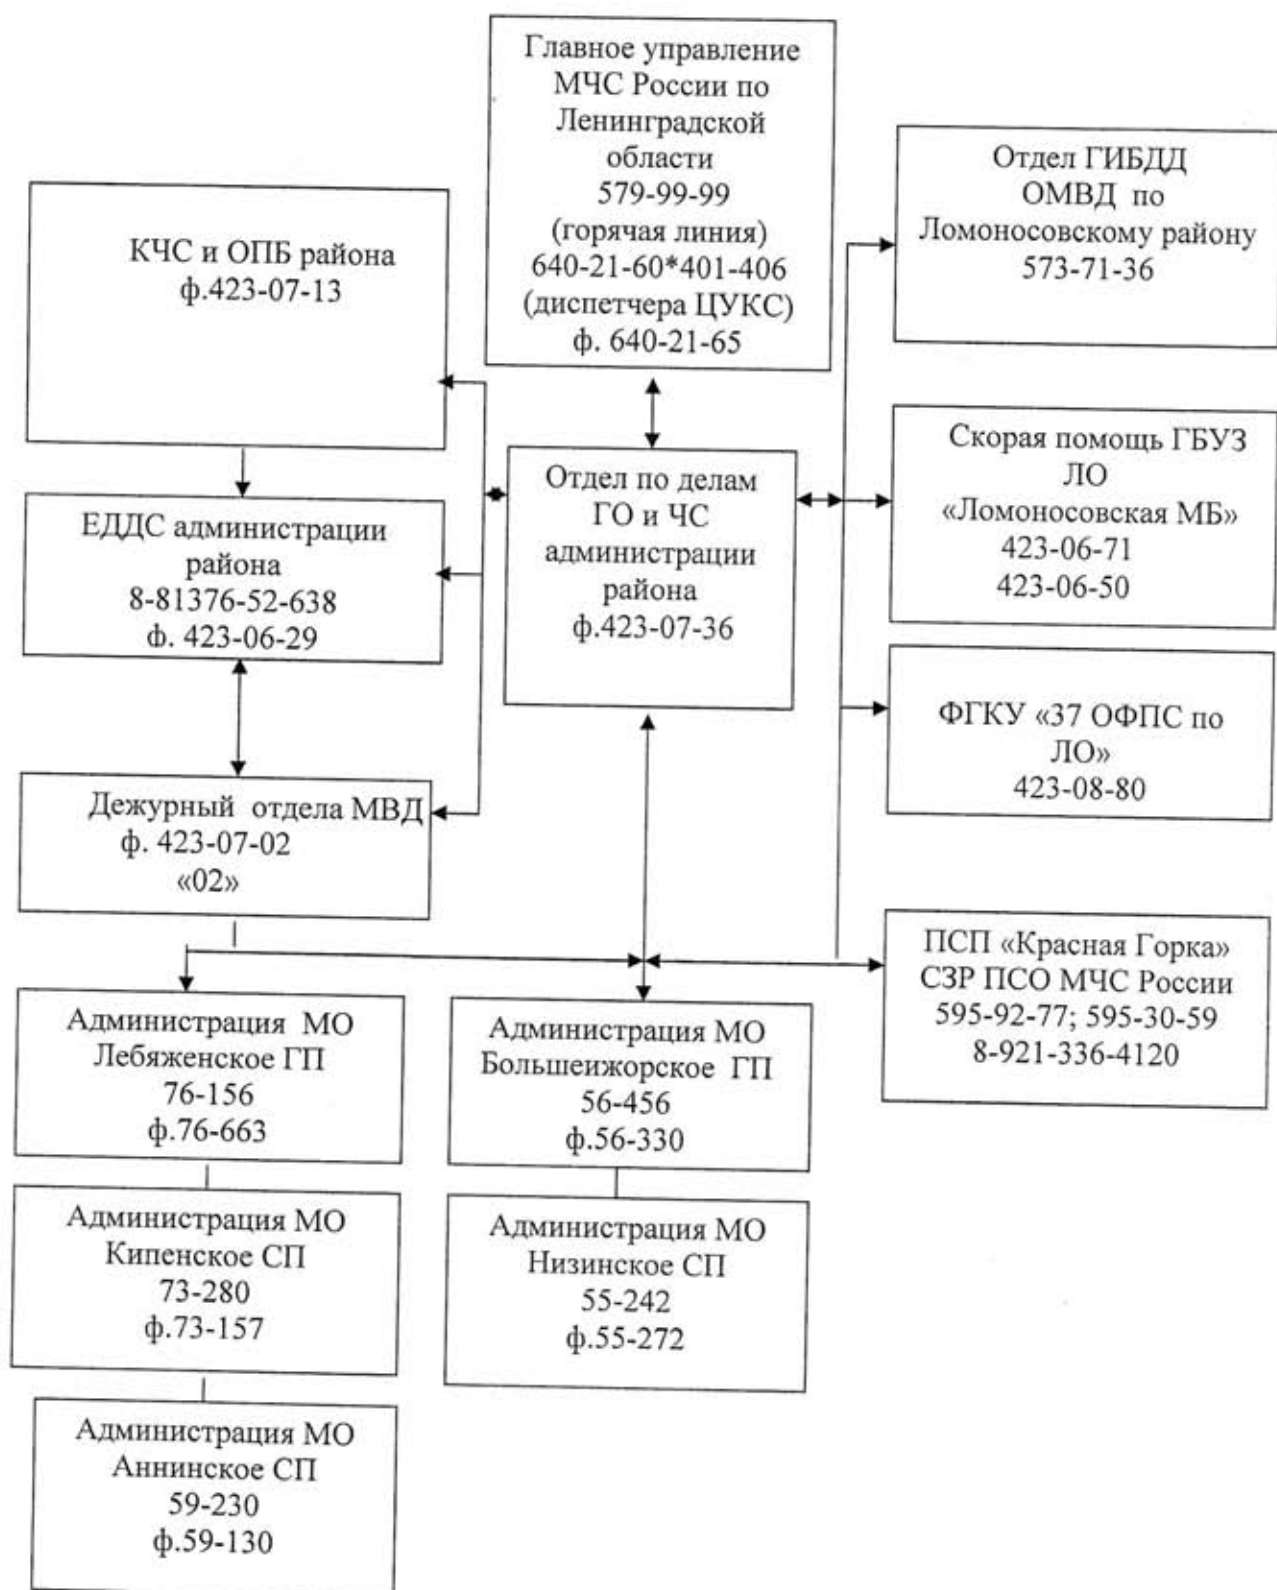 Главное управление
МЧС России по
Ленинградской
области
579-99-99
(горячая линия)
640-21-60*401-406
(диспетчера ЦУКС)
ф. 640-21-65
Отдел ГИБДД
ОМВД по
Ломоносовскому району
573-71-36
КЧС и ОПБ района
ф.423-07-13
Скорая помощь ГБУЗ
ЛО
«Ломоносовская МБ»
423-06-71
423-06-50
Отдел по делам
ГО и ЧС
администрации
района
ф.423-07-36
ЕДДС администрации
района
8-81376-52-638
ф. 423-06-29
ФГКУ «37 ОФПС по
ЛО»
423-08-80
Дежурный отдела МВД
ф. 423-07-02
«02»
ПСП «Красная Горка»
СЗР ПСО МЧС России
595-92-77; 595-30-59
8-921-336-4120
Администрация МО
Лебяженское ГП
76-156
ф.76-663
Администрация МО
Большеижорское ГП
56-456
ф.56-330
Администрация МО
Кипенское СП
73-280
ф.73-157
Администрация МО
Низинское СП
55-242
ф.55-272
Администрация МО
Аннинское СП
59-230
ф.59-130